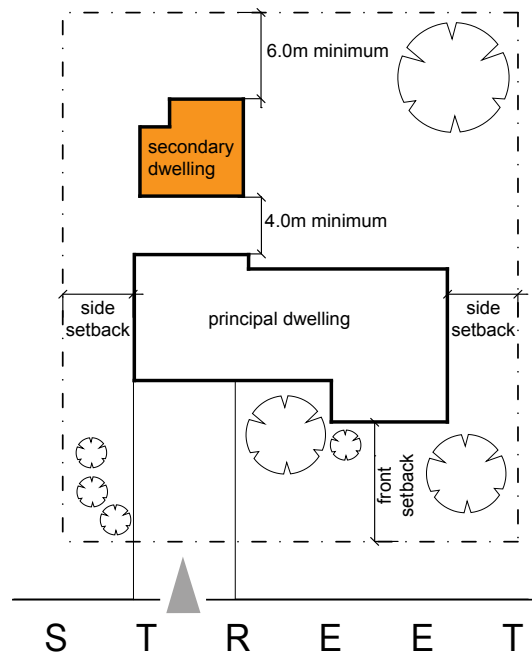 6.0m minimum
secondary
dwelling
4.0m minimum
side
setback
principal dwelling
side
setback
front
setback
S T R E E T